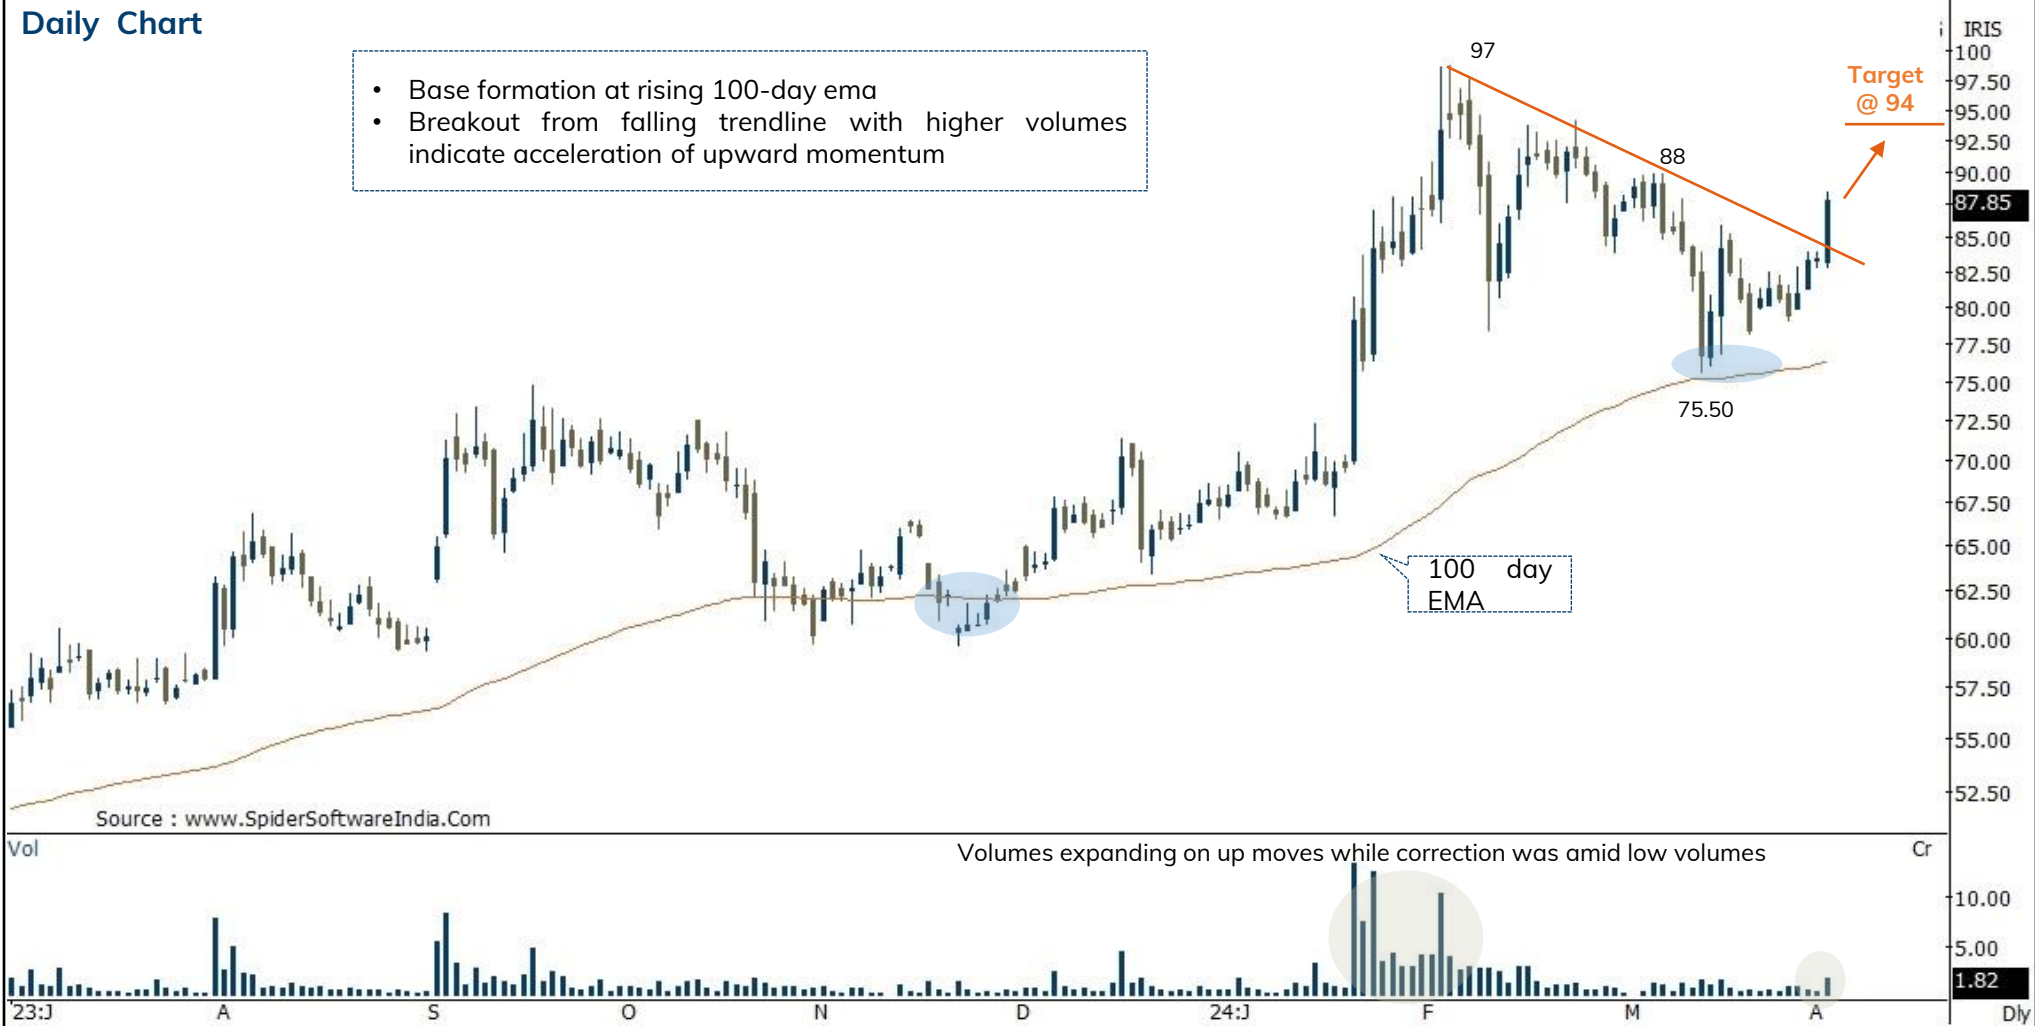 Daily Chart
IRIS
• Base formation at rising 100-day ema
• Breakout from falling trendline with higher volumes
indicate acceleration of upward momentum
97
88
75.50
Target
@ 94
100
97.50
95.00
92.50
90.00
87.85
85.00
82.50
80.00
77.50
75.00
72.50
70.00
67.50
65.00
62.50
60.00
57.50
55.00
52.50
100 day
EMA
Source : www.SpiderSoftwareIndia.Com
Vol
Volumes expanding on up moves while correction was amid low volumes
Cr
10.00
5.00
1.82
23:J A S O N D 24:J F M A Dly